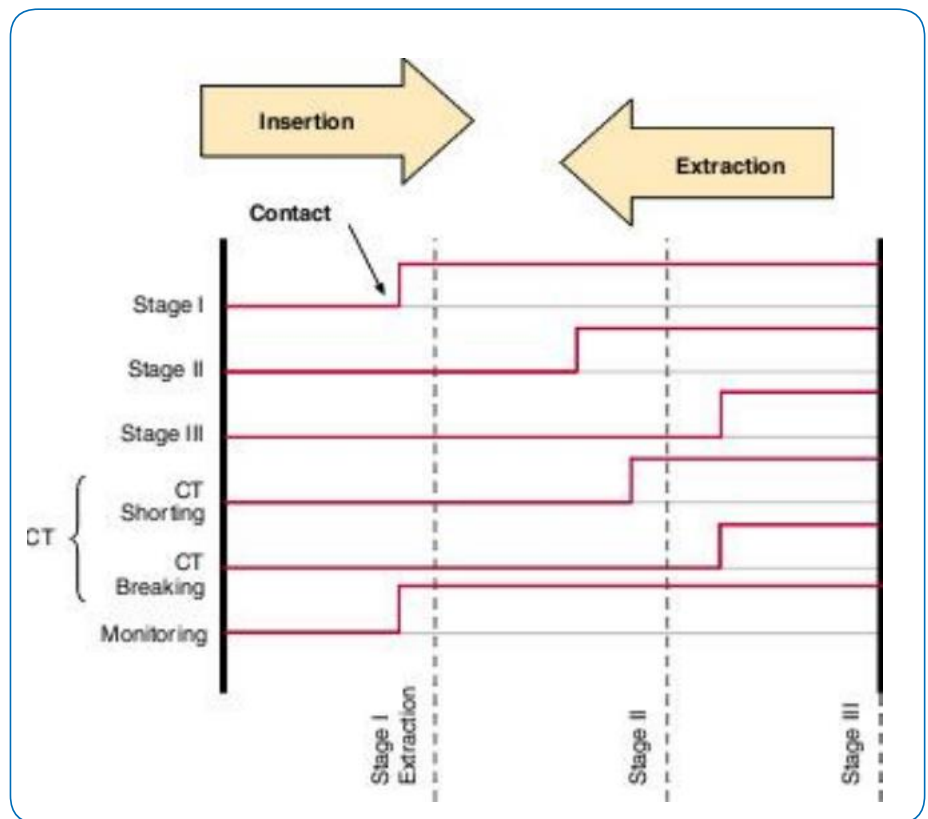 Insertion
Extraction
Contact
Stage I
Stage II
Stage III
CT
Shorting
CT
CT
Breaking
Monitoring
Stage I
Extraction
Stage II
Stage III